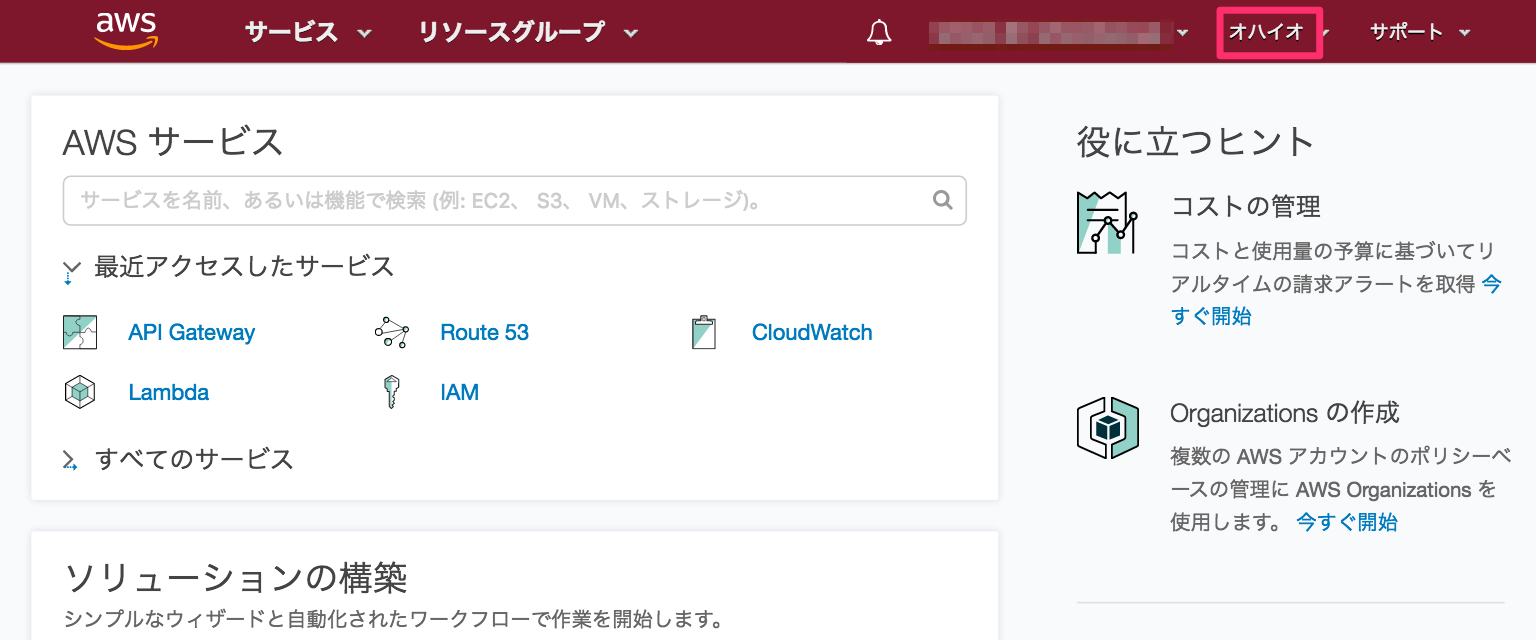 aws サービス リソースグループ オハイオ サポート
AWS サービス
サービスを名前、あるいは機能で検索 (例: EC2、 S3、 VM、ストレージ)。
最近アクセスしたサービス
API Gateway Route 53 CloudWatch
Lambda IAM
すべてのサービス
ソリューションの構築
シンプルなウィザードと自動化されたワークフローで作業を開始します。
役に立つヒント
コストの管理
コストと使用量の予算に基づいてリ
アルタイムの請求アラートを取得 今
すぐ開始
Organizations の作成
複数の AWS アカウントのポリシーベ
ースの管理に AWS Organizations を
使用します。 今すぐ開始